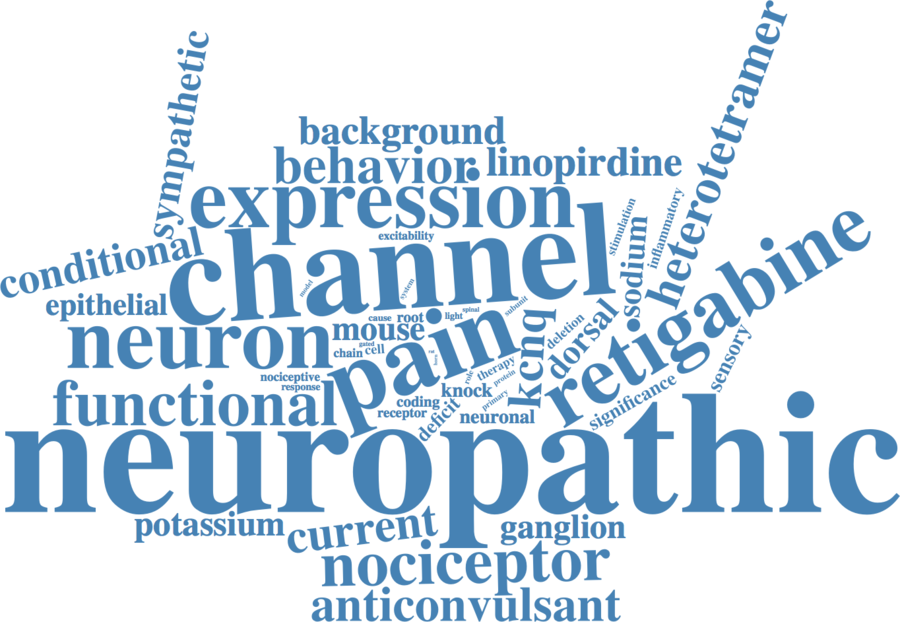 sympathetic
heterotetramer
background
behavior
linopirdine
expression
excitability
stimulation
inflammatory
sodium
conditional
channel
retigabine
epithelial
model
system
subunit
neuron
mouse
cause
root
light
spinal
pain
kcnq
deletion
dorsal
sensory
gated
chain
cell
horn
nociceptive
response
role
therapy
protein
primary
knock
coding
receptor
deficit
neuronal
significance
functional
neuropathic
potassium
current
ganglion
nociceptor
anticonvulsant